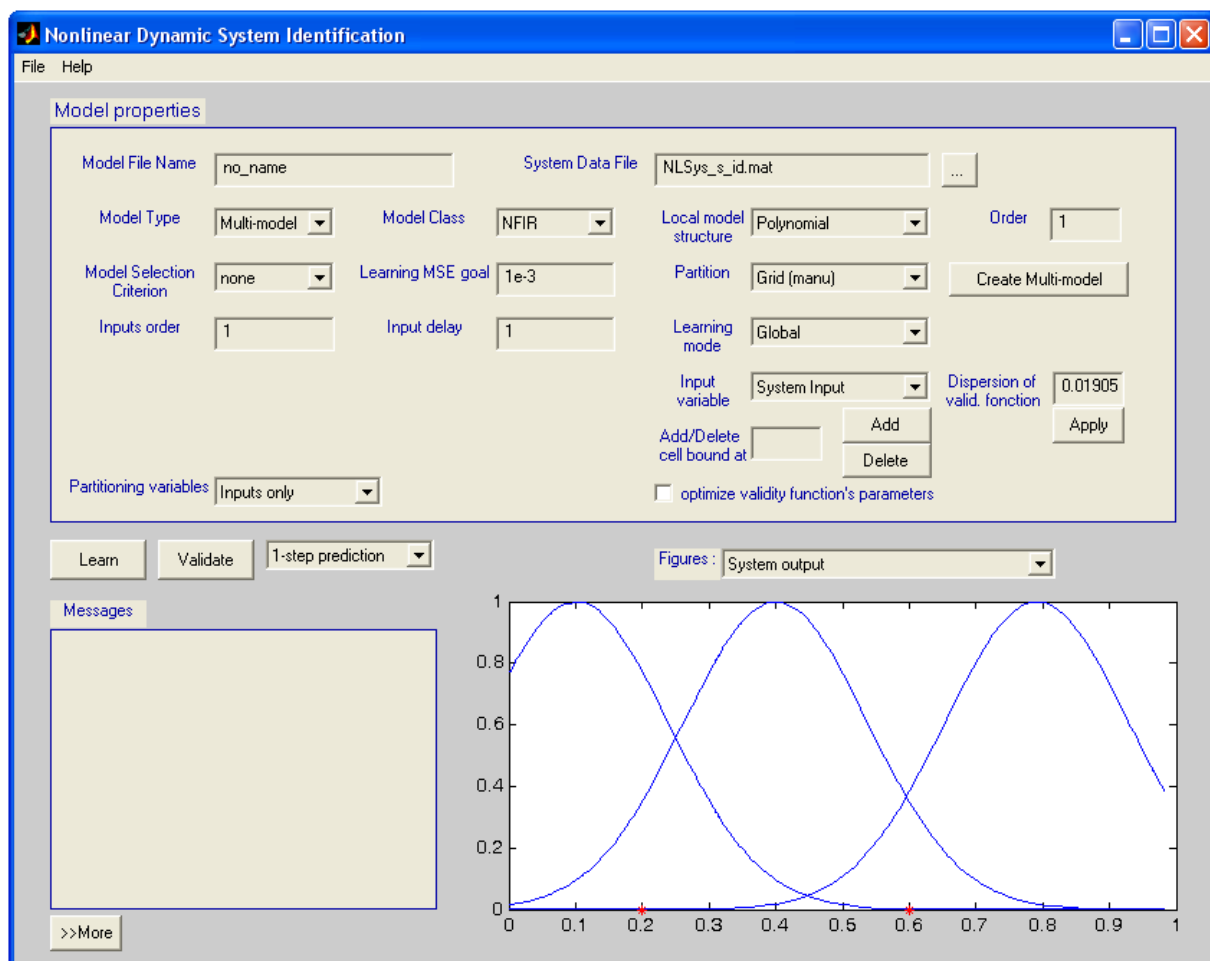 Nonlinear Dynamic System Identification
File Help
Model properties
Model File Name no_name System Data File NLSys_s_id.mat ...
Model Type Multi-model Model Class NFIR Local model structure Polynomial Order 1
Model Selection Criterion none Learning MSE goal 1e-3 Partition Grid (manu) Create Multi-model
Inputs order 1 Input delay 1 Learning mode Global
Input variable System Input Dispersion of valid. fonction 0.01905
Add/Delete cell bound at Add Apply
Delete
Partitioning variables Inputs only optimize validity function's parameters
Learn Validate 1-step prediction Figures : System output
Messages
1
0.8
0.6
0.4
0.2
0
0 0.1 0.2 0.3 0.4 0.5 0.6 0.7 0.8 0.9 1
>>More